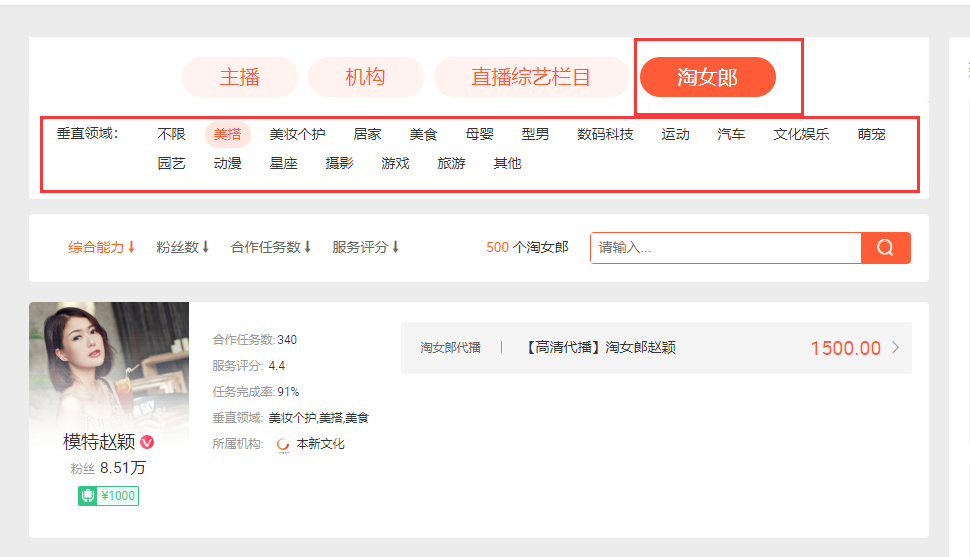 主播 机构 直播综艺栏目 淘女郎
垂直领域: 不限 美搭 美妆个护 居家 美食 母婴 型男 数码科技 运动 汽车 文化娱乐 萌宠
园艺 动漫 星座 摄影 游戏 旅游 其他
综合能力 粉丝数 合作任务数 服务评分 500 个淘女郎 请输入...
合作任务数: 340
服务评分: 4.4
任务完成率: 91%
垂直领域: 美妆个护,美搭,美食
所属机构: 本新文化
模特赵颖
粉丝 8.51万
¥1000
淘女郎代播 | 【高清代播】淘女郎赵颖 1500.00